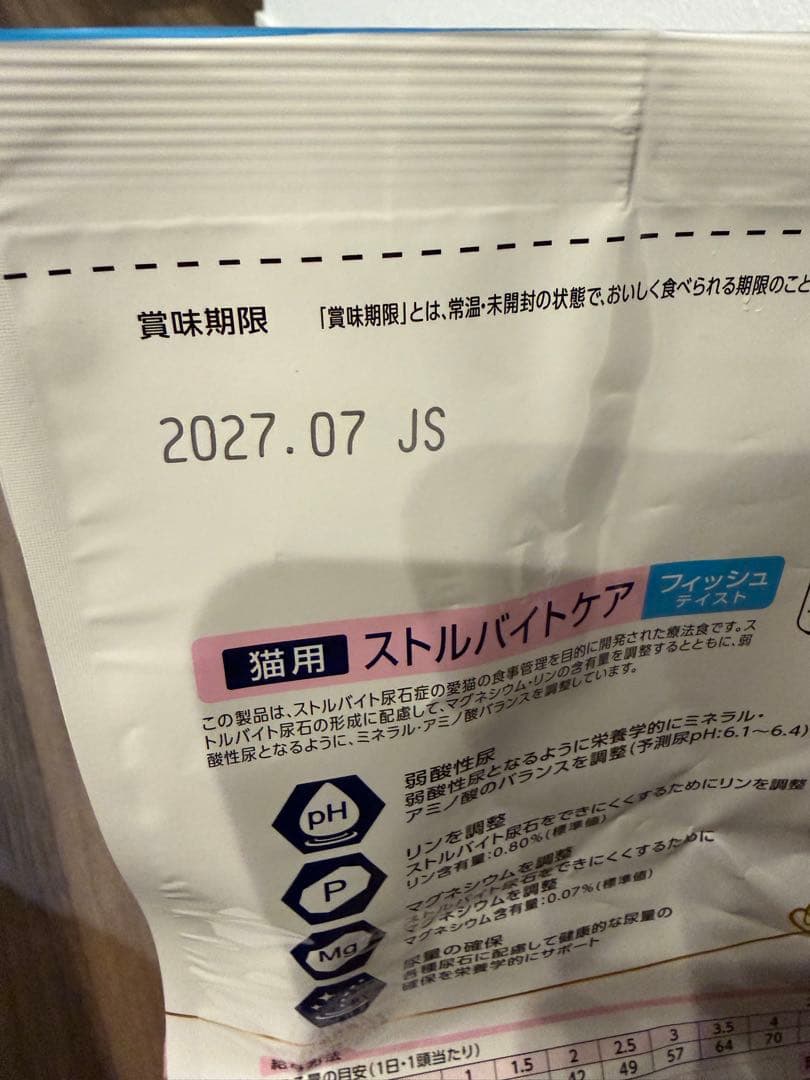 賞味期限 「賞味期限」とは、常温・未開封の状態で、おいしく食べられる期限のこと
2027.07 JS
猫用 ストルバイトケア フィッシュ
テイスト
この製品は、ストルバイト尿石症の愛猫の食事管理を目的に開発された療法食です。ス
トルバイト尿石の形成に配慮して、マグネシウム・リンの含有量を調整するとともに、弱
酸性尿となるように、ミネラル・アミノ酸バランスを調整しています。
pH
弱酸性尿
弱酸性尿となるように栄養学的にミネラル・
アミノ酸のバランスを調整(予測尿pH:6.1〜6.4)
P
リンを調整
ストルバイト尿石をできにくくするためにリンを調整
リン含有量:0.80%(標準値)
Mg
マグネシウムを調整
ストルバイト尿石をできにくくするために
マグネシウムを調整
マグネシウム含有量:0.07%(標準値)
尿量の確保
各種尿石に配慮して健康的な尿量の
確保を栄養学的にサポート
給与方法
量の目安(1日・1頭当たり)
1 1.5 2 2.5 3 3.5 4
42 49 57 64 70